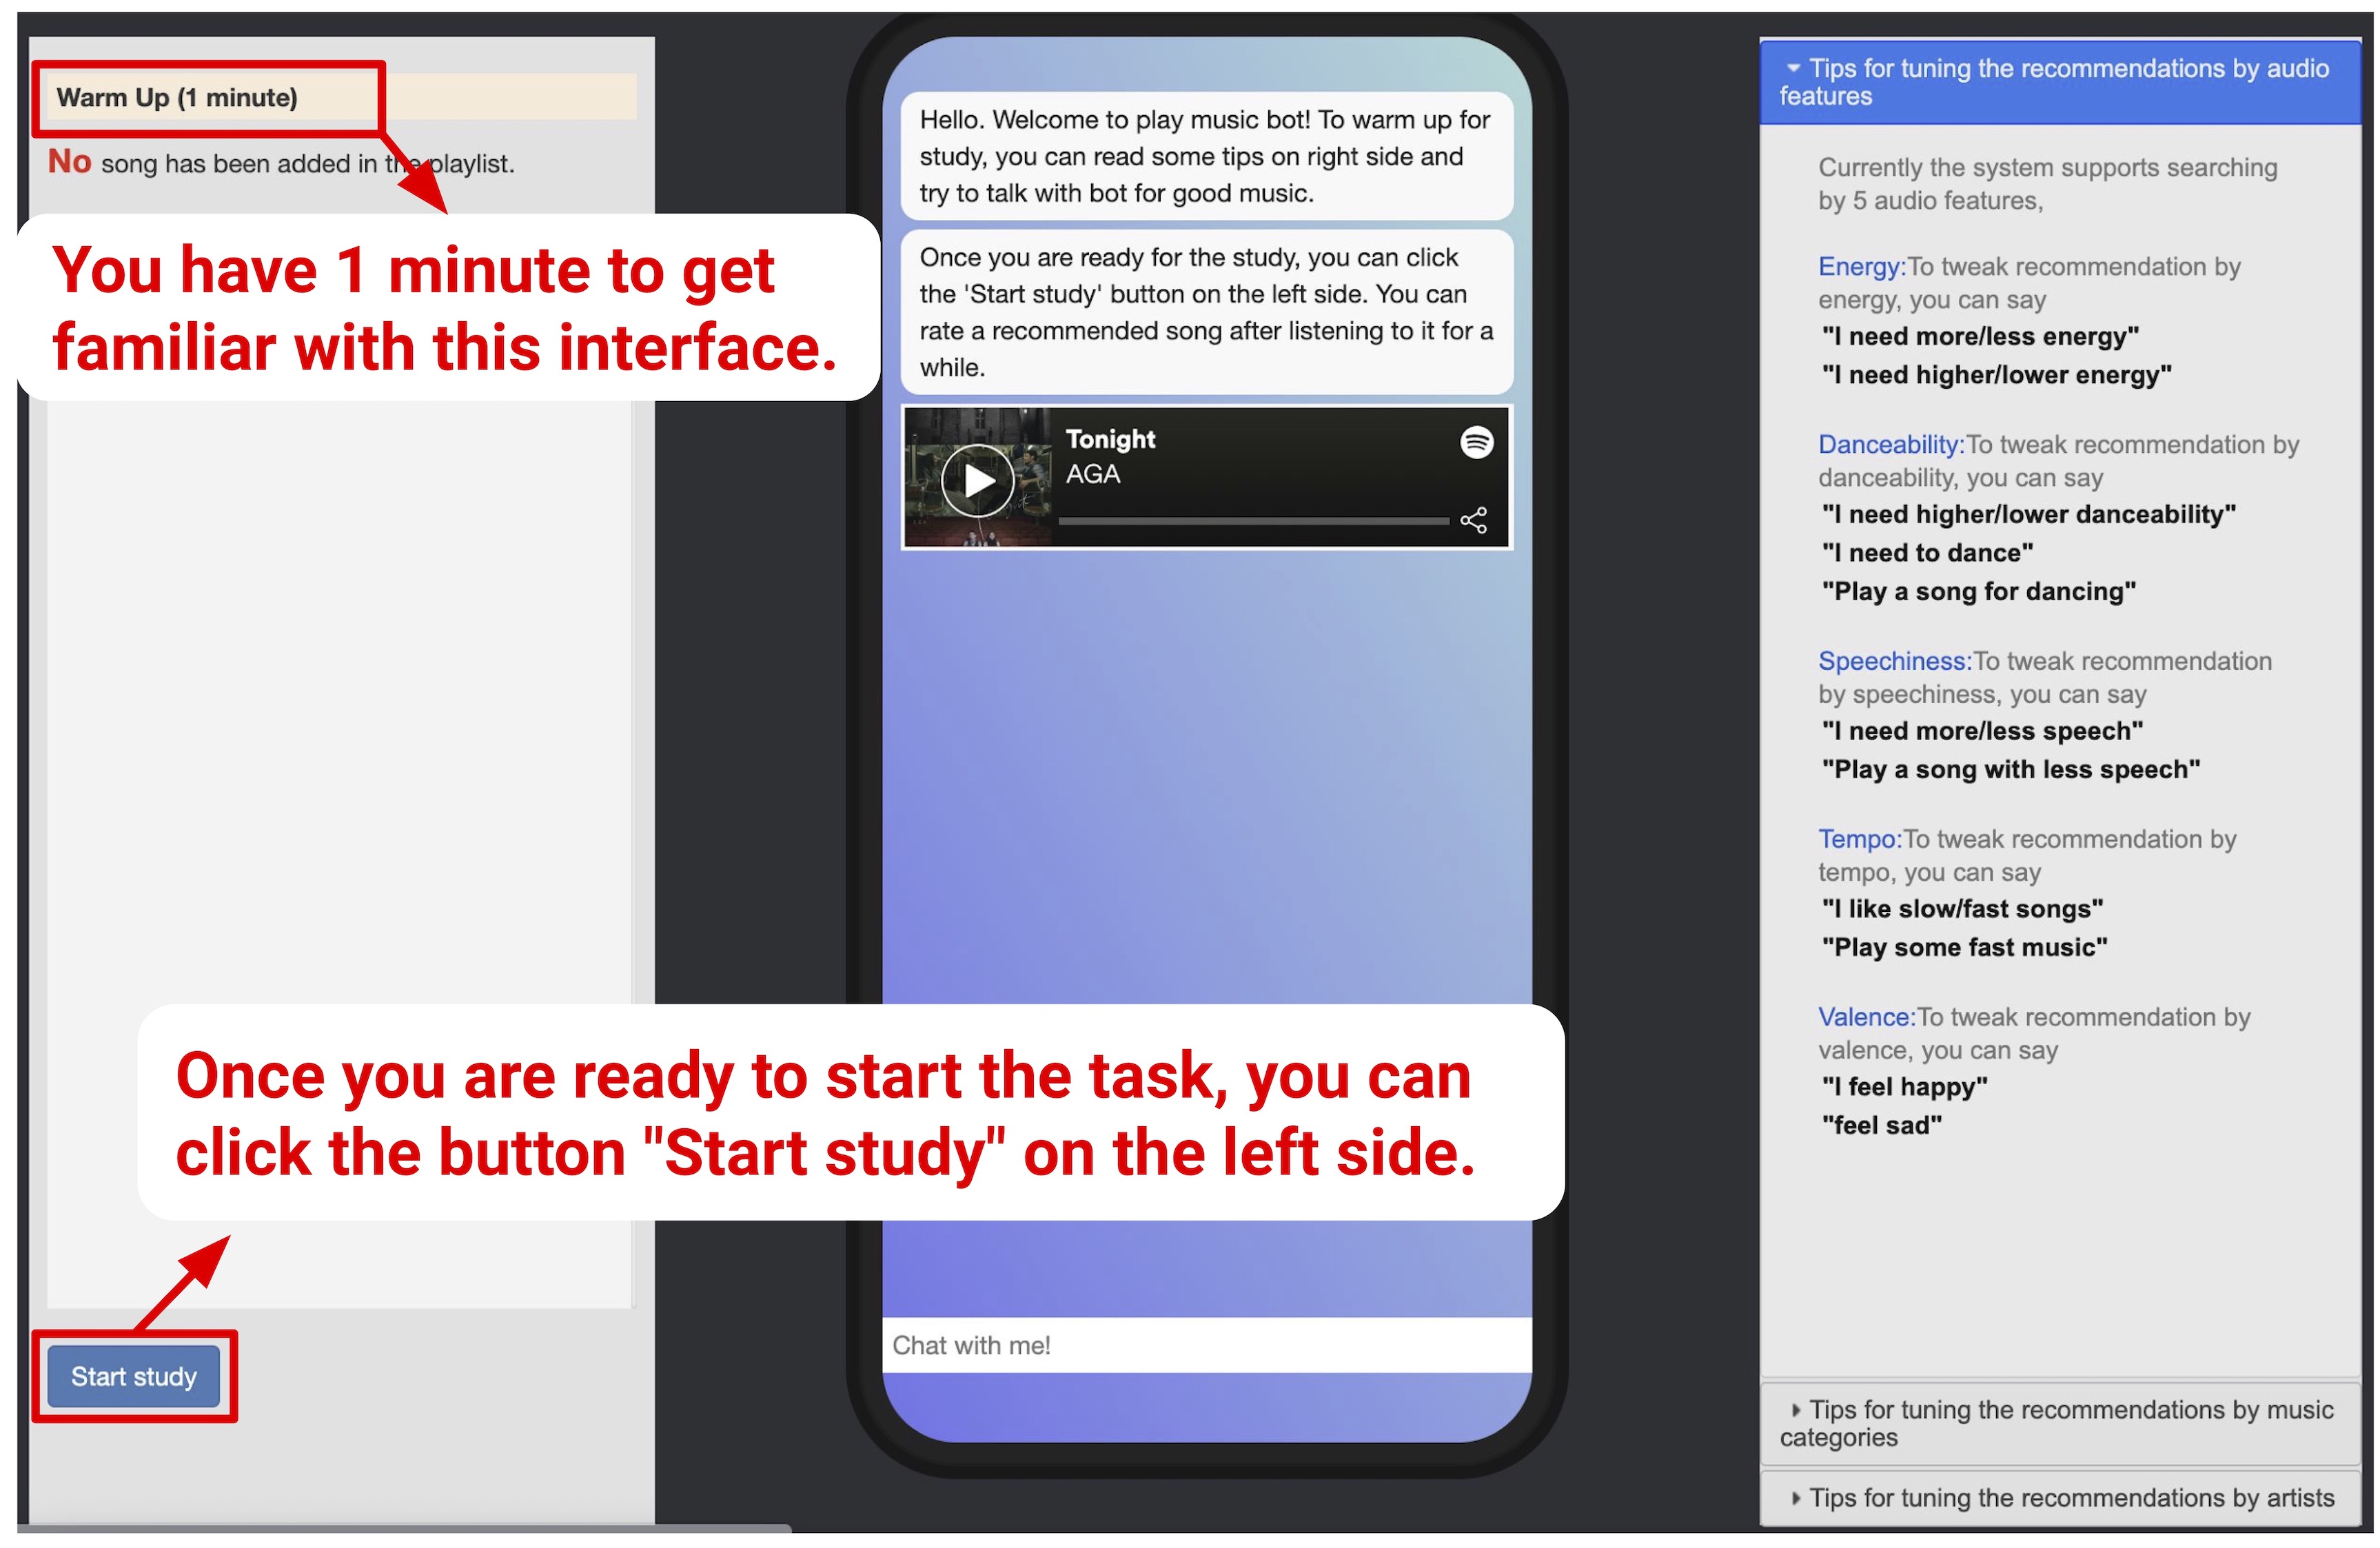 Warm Up (1 minute)
No song has been added in the playlist.
You have 1 minute to get
familiar with this interface.
Once you are ready to start the task, you can
click the button "Start study" on the left side.
Start study
Hello. Welcome to play music bot! To warm up for
study, you can read some tips on right side and
try to talk with bot for good music.
Once you are ready for the study, you can click
the 'Start study' button on the left side. You can
rate a recommended song after listening to it for a
while.
Tonight
AGA
Chat with me!
Tips for tuning the recommendations by audio
features
Currently the system supports searching
by 5 audio features,
Energy:To tweak recommendation by
energy, you can say
"I need more/less energy"
"I need higher/lower energy"
Danceability:To tweak recommendation by
danceability, you can say
"I need higher/lower danceability"
"I need to dance"
"Play a song for dancing"
Speechiness:To tweak recommendation
by speechiness, you can say
"I need more/less speech"
"Play a song with less speech"
Tempo:To tweak recommendation by
tempo, you can say
"I like slow/fast songs"
"Play some fast music"
Valence:To tweak recommendation by
valence, you can say
"I feel happy"
"feel sad"
Tips for tuning the recommendations by music
categories
Tips for tuning the recommendations by artists